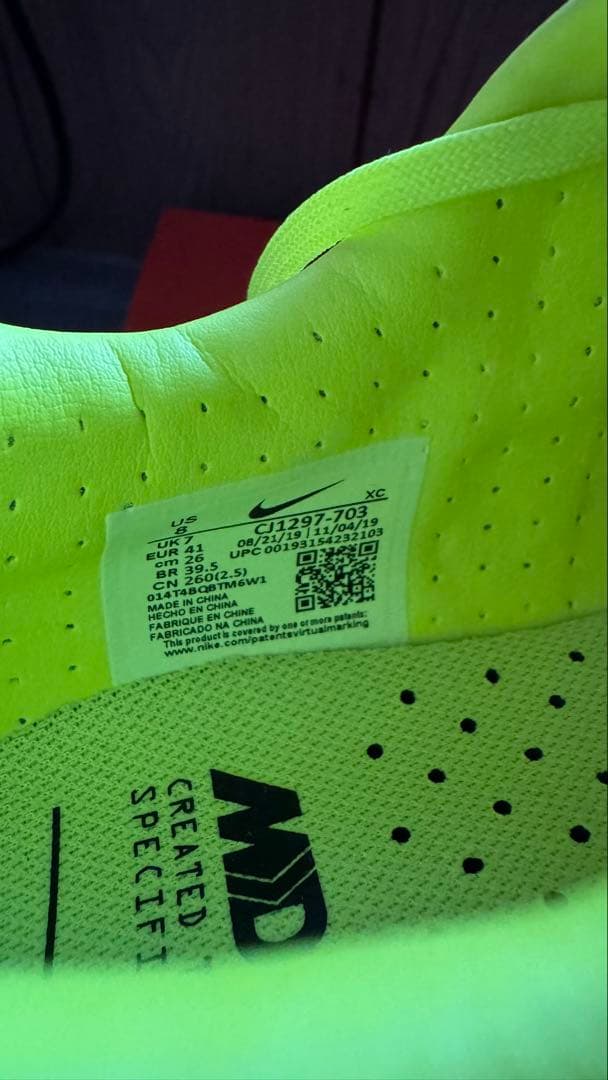 XC
US 8
CJ1297-703
UK 7
08/21/19 | 11/04/19
EUR 41
UPC 00193154232103
cm 26
BR 39.5
CN 260(2.5)
014T4BQBTM6W1
MADE IN CHINA
HECHO EN CHINA
FABRIQUE EN CHINE
FABRICADO NA CHINA
This product is covered by one or more patents:
www.nike.com/patentsvirtualmarking
MD
CREATED
SPECIFI